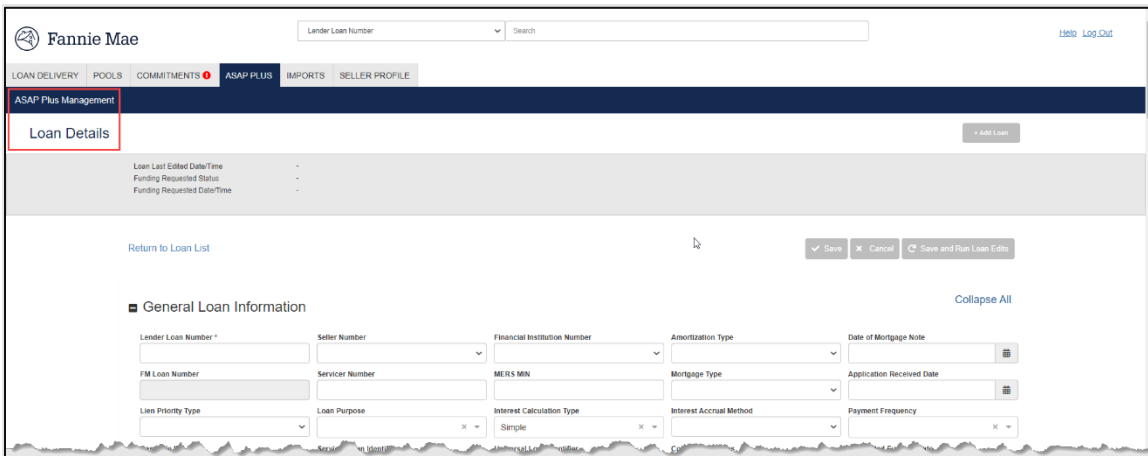 Fannie Mae
Lender Loan Number
Search
Help Log Out
LOAN DELIVERY POOLS COMMITMENTS ASAP PLUS IMPORTS SELLER PROFILE
ASAP Plus Management
Loan Details
+ Add Loan
Loan Last Edited Date/Time -
Funding Requested Status -
Funding Requested Date/Time -
Return to Loan List
Save Cancel Save and Run Loan Edits
General Loan Information
Collapse All
Lender Loan Number * Seller Number Financial Institution Number Amortization Type Date of Mortgage Note
FM Loan Number Servicer Number MERS MIN Mortgage Type Application Received Date
Lien Priority Type Loan Purpose Interest Calculation Type Interest Accrual Method Payment Frequency
Simple